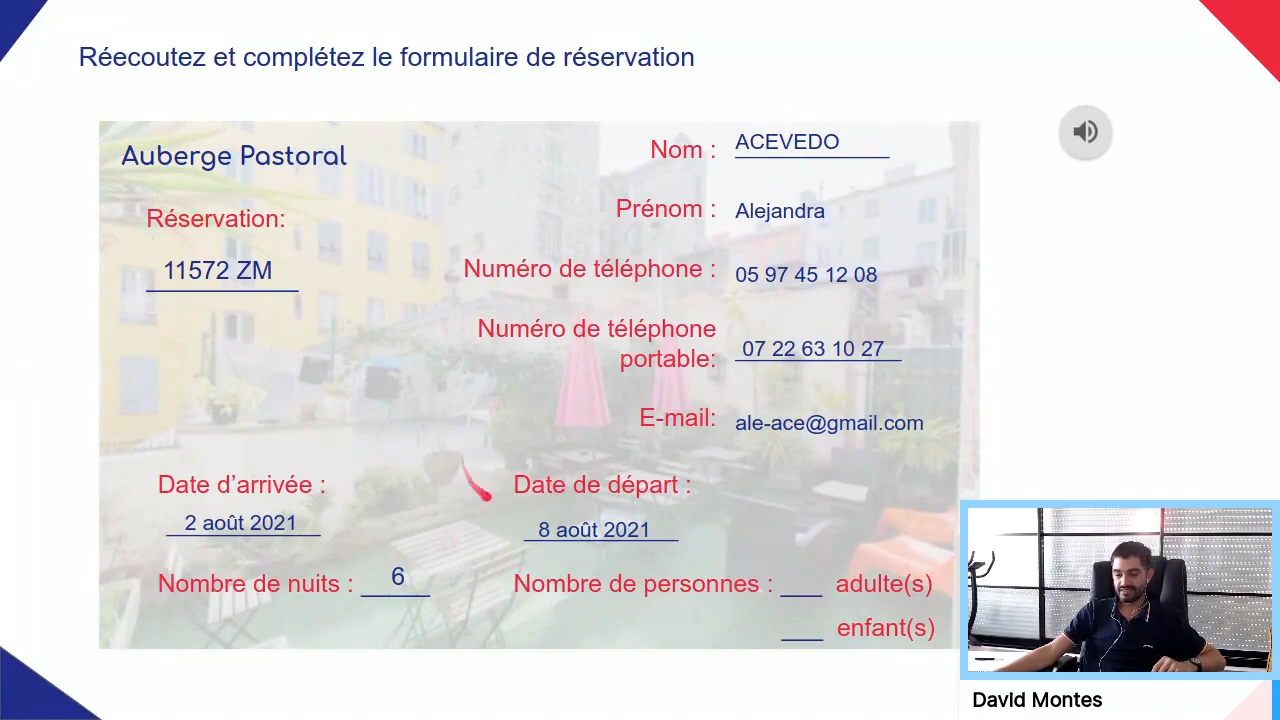 Réecoutez et complétez le formulaire de réservation
Auberge Pastoral
Réservation:
11572 ZM
Nom : ACEVEDO
Prénom : Alejandra
Numéro de téléphone : 05 97 45 12 08
Numéro de téléphone
portable: 07 22 63 10 27
E-mail: ale-ace@gmail.com
Date d’arrivée :
2 août 2021
Date de départ :
8 août 2021
Nombre de nuits : 6
Nombre de personnes : ___ adulte(s)
___ enfant(s)
DavId Montes